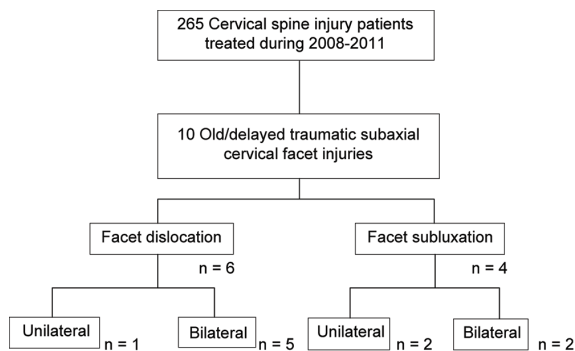 265 Cervical spine injury patients
treated during 2008-2011
10 Old/delayed traumatic subaxial
cervical facet injuries
Facet dislocation
n = 6
Facet subluxation
n = 4
Unilateral
n = 1
Bilateral
n = 5
Unilateral
n = 2
Bilateral
n = 2